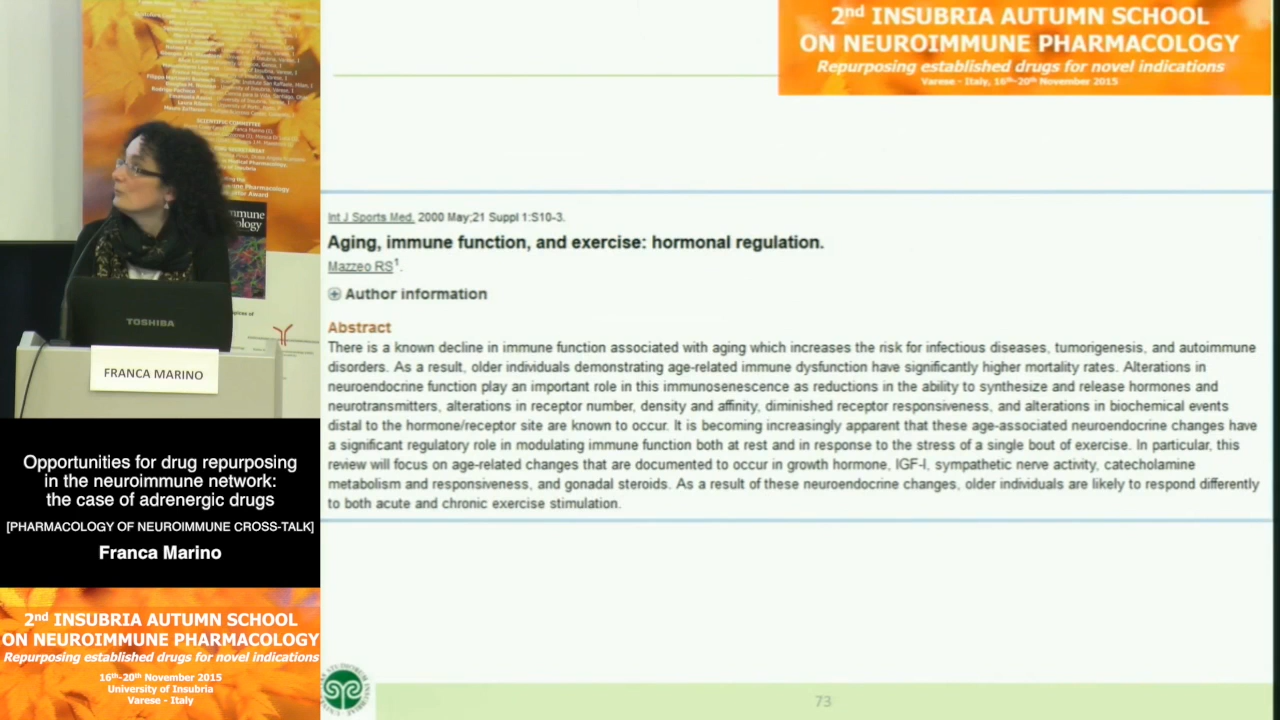 2nd INSUBRIA AUTUMN SCHOOL
ON NEUROIMMUNE PHARMACOLOGY
Repurposing established drugs for novel indications
Varese - Italy, 16th-20th November 2015
SCIENTIFIC COMMITTEE
TOSHIBA
FRANCA MARINO
Int J Sports Med. 2000 May;21 Suppl 1:S10-3.
Aging, immune function, and exercise: hormonal regulation.
Mazzeo RS1.
Author information
Abstract
There is a known decline in immune function associated with aging which increases the risk for infectious diseases, tumorigenesis, and autoimmune
disorders. As a result, older individuals demonstrating age-related immune dysfunction have significantly higher mortality rates. Alterations in
neuroendocrine function play an important role in this immunosenescence as reductions in the ability to synthesize and release hormones and
neurotransmitters, alterations in receptor number, density and affinity, diminished receptor responsiveness, and alterations in biochemical events
distal to the hormone/receptor site are known to occur. It is becoming increasingly apparent that these age-associated neuroendocrine changes have
a significant regulatory role in modulating immune function both at rest and in response to the stress of a single bout of exercise. In particular, this
review will focus on age-related changes that are documented to occur in growth hormone, IGF-I, sympathetic nerve activity, catecholamine
metabolism and responsiveness, and gonadal steroids. As a result of these neuroendocrine changes, older individuals are likely to respond differently
to both acute and chronic exercise stimulation.
73
Opportunities for drug repurposing
in the neuroimmune network:
the case of adrenergic drugs
[PHARMACOLOGY OF NEUROIMMUNE CROSS-TALK]
Franca Marino
2nd INSUBRIA AUTUMN SCHOOL
ON NEUROIMMUNE PHARMACOLOGY
Repurposing established drugs for novel indications
16th-20th November 2015
University of Insubria
Varese - Italy